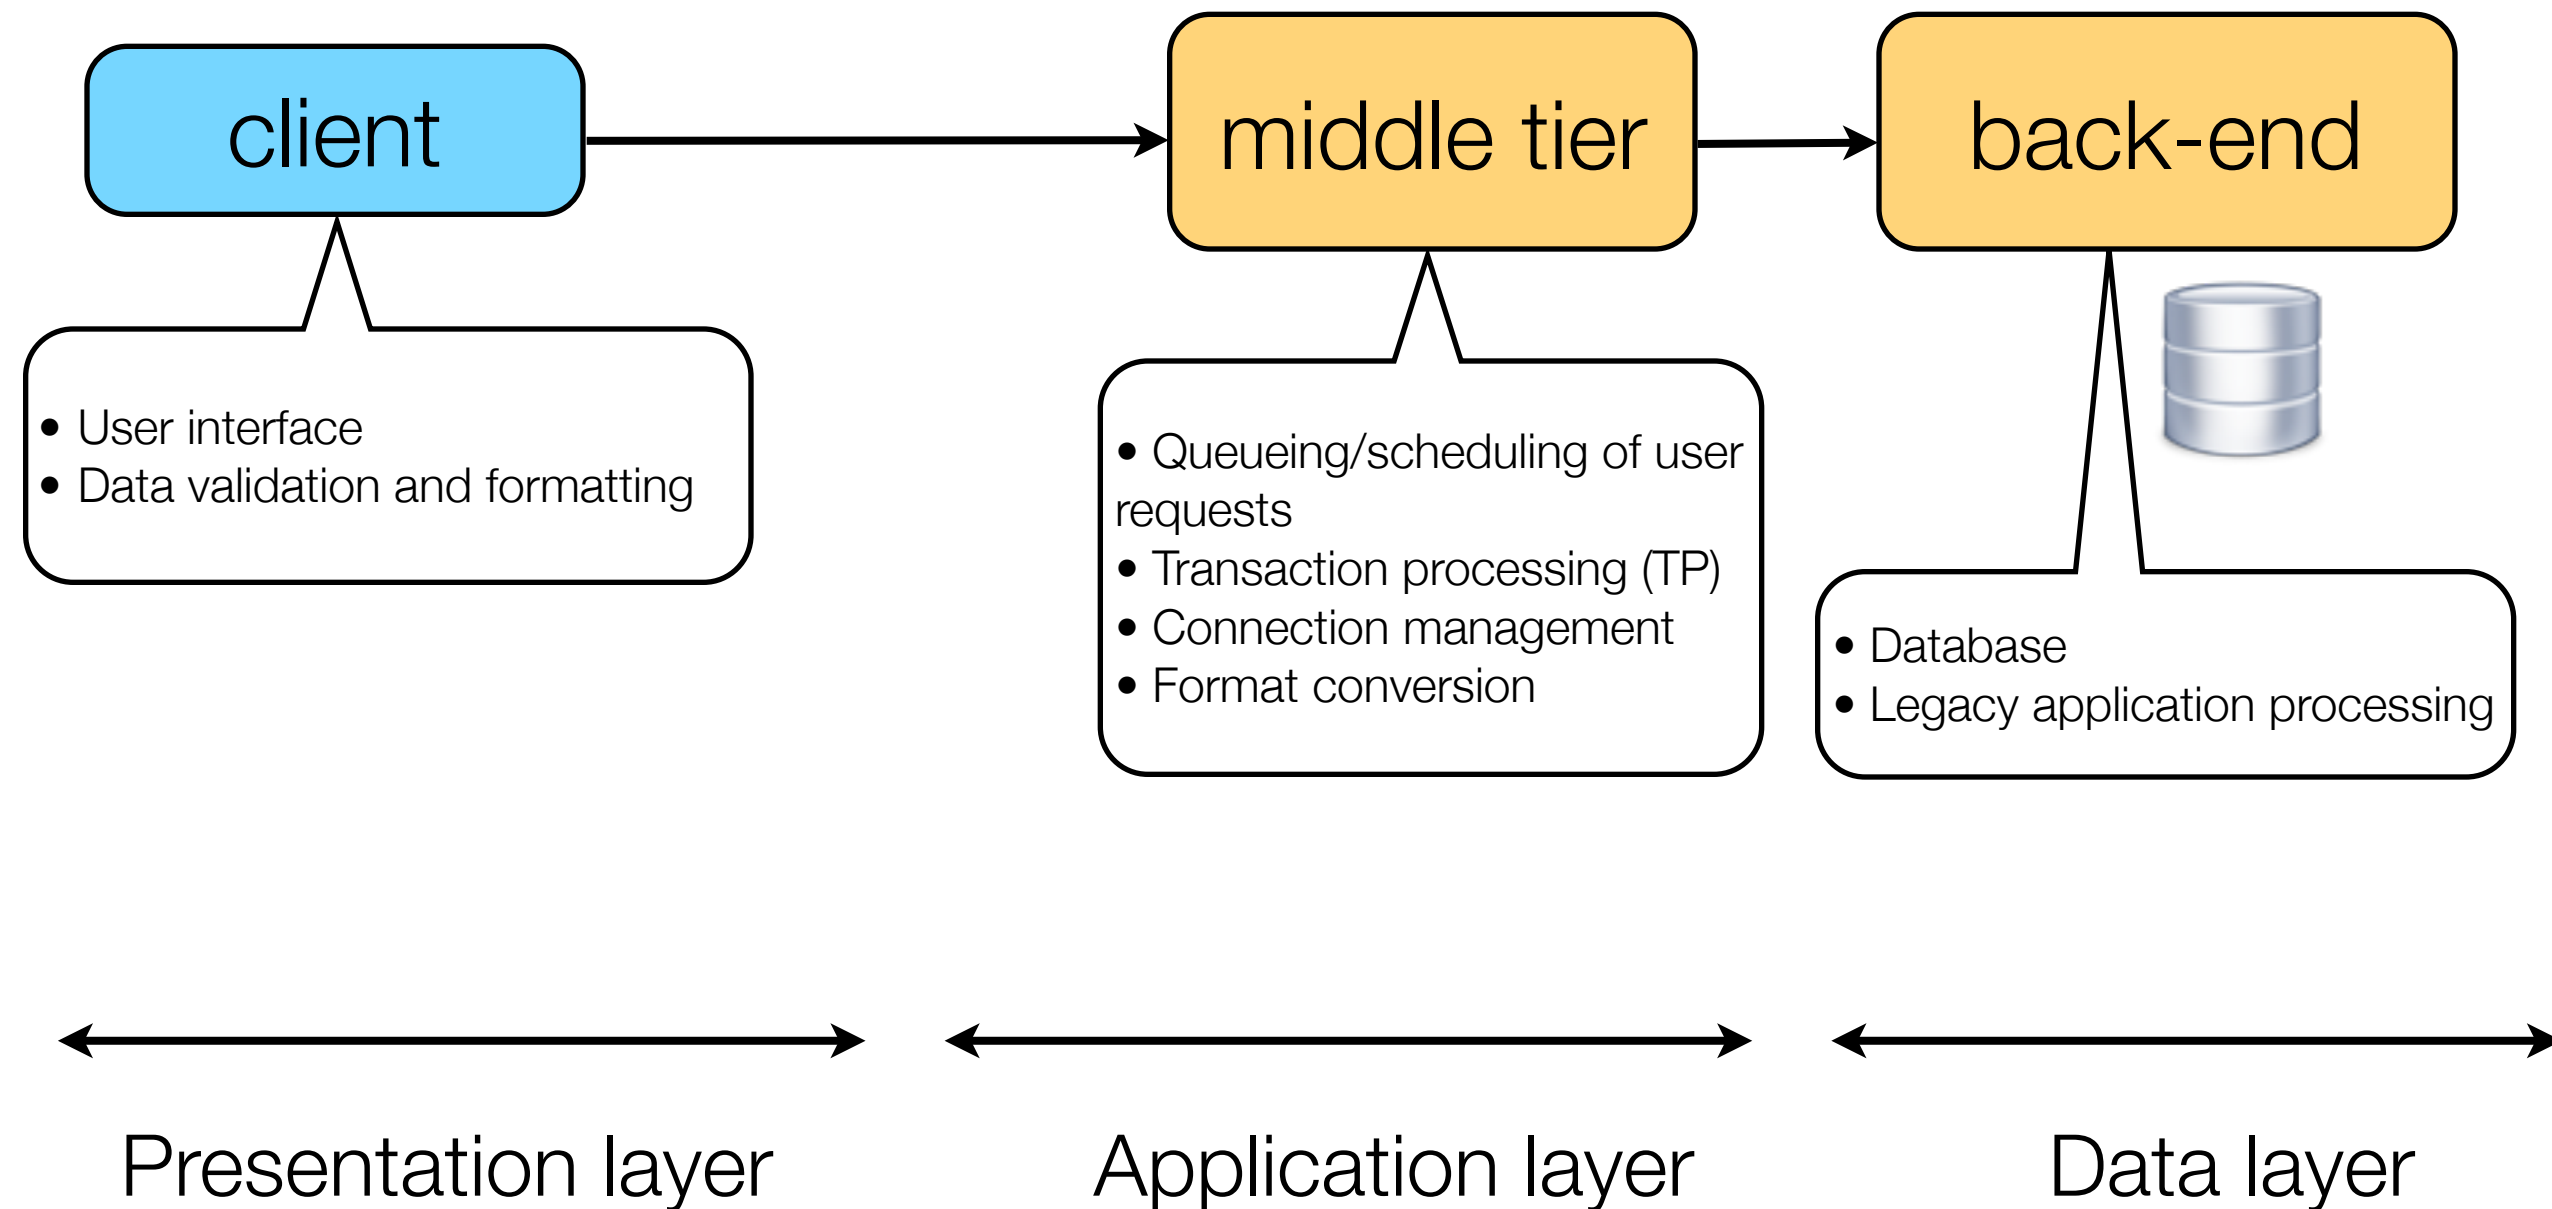 client
middle tier
back-end
• User interface
• Data validation and formatting
• Queueing/scheduling of user
requests
• Transaction processing (TP)
• Connection management
• Format conversion
• Database
• Legacy application processing
Presentation layer
Application layer
Data layer